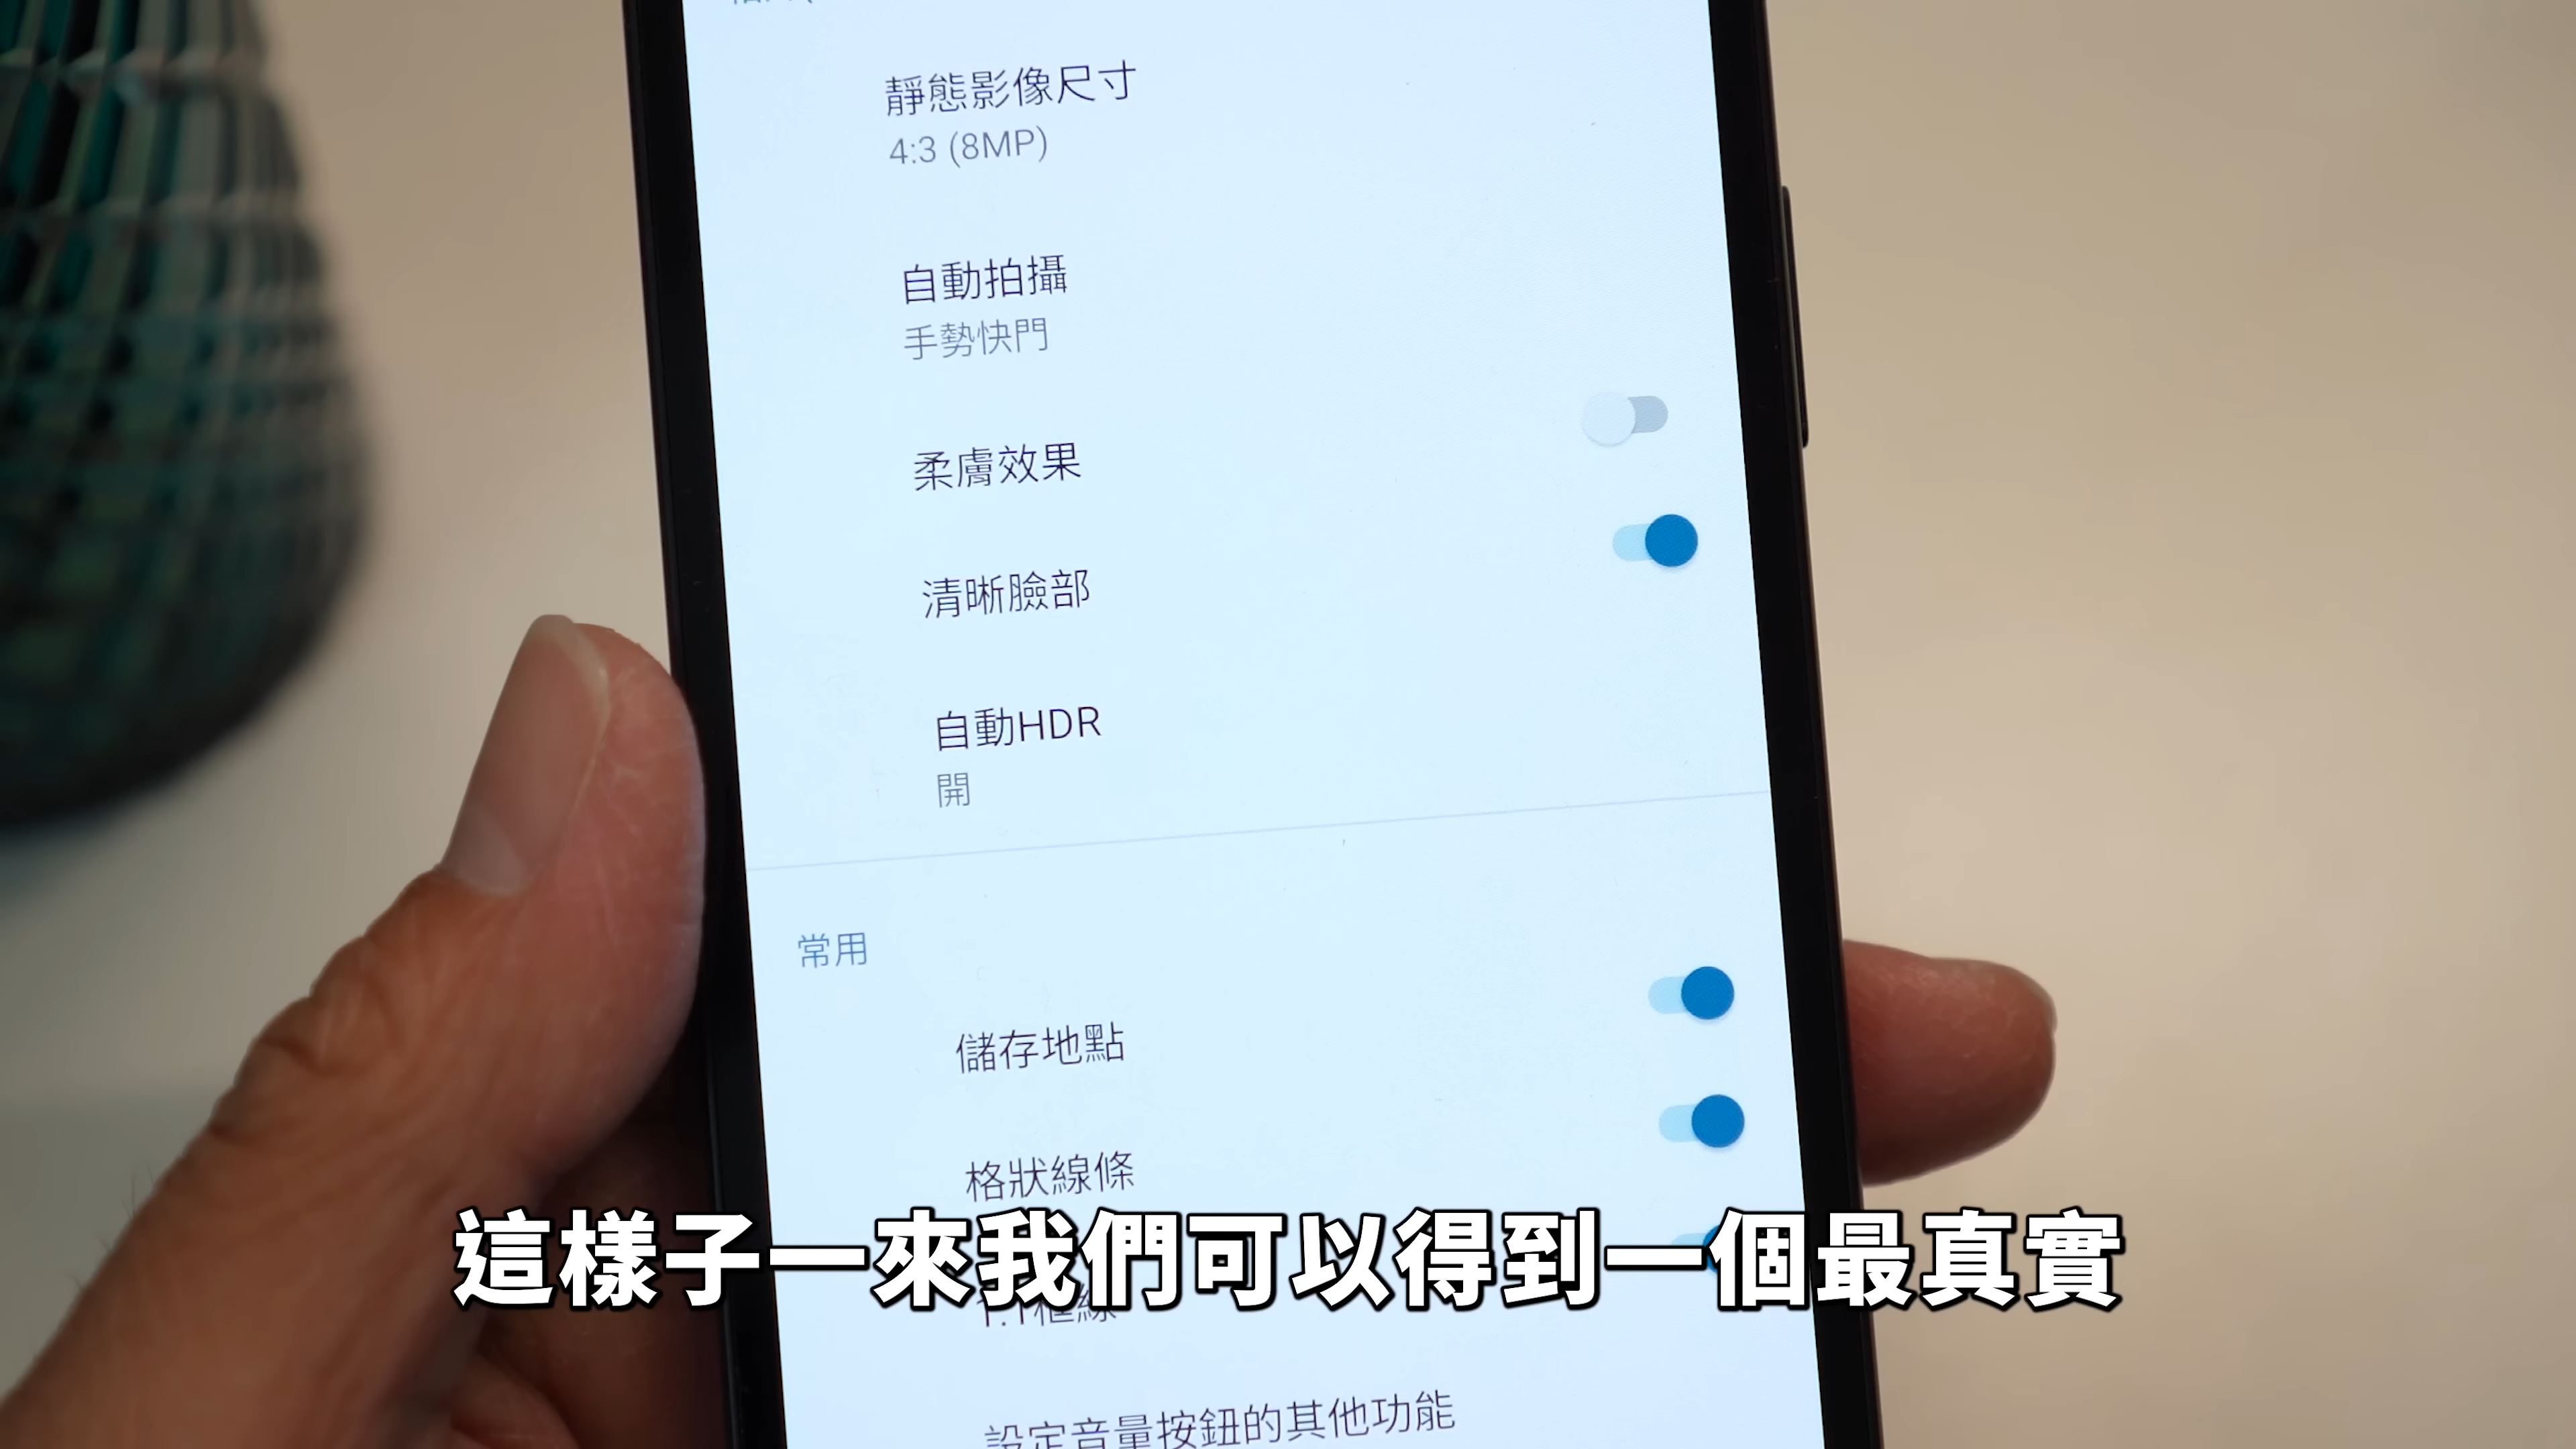 靜態影像尺寸
4:3 (8MP)
自動拍攝
手勢快門
柔膚效果
清晰臉部
自動HDR
開
常用
儲存地點
格狀線條
這樣子一來我們可以得到一個最真實
設定音量按鈕的其他功能